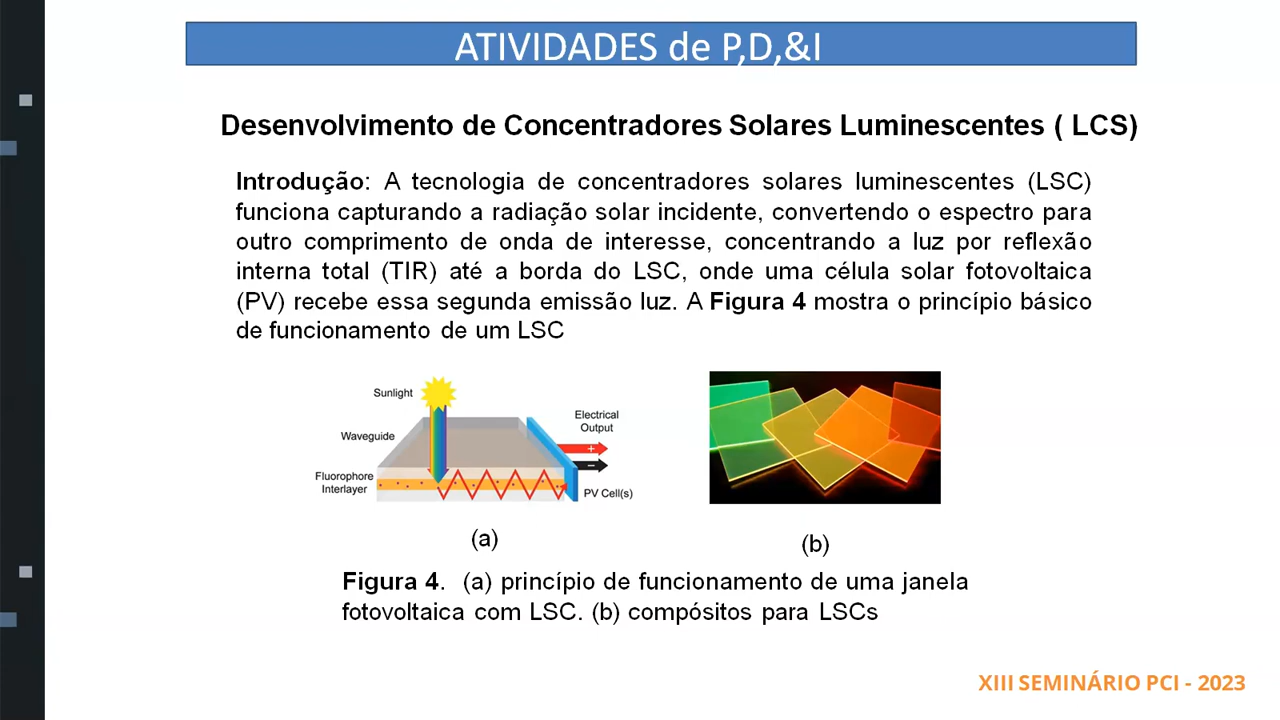 ATIVIDADES de P,D,&I
Desenvolvimento de Concentradores Solares Luminescentes ( LCS)
Introdução: A tecnologia de concentradores solares luminescentes (LSC)
funciona capturando a radiação solar incidente, convertendo o espectro para
outro comprimento de onda de interesse, concentrando a luz por reflexão
interna total (TIR) até a borda do LSC, onde uma célula solar fotovoltaica
(PV) recebe essa segunda emissão luz. A Figura 4 mostra o princípio básico
de funcionamento de um LSC
Sunlight
Waveguide
Fluorophore
Interlayer
Electrical
Output
+
−
PV Cell(s)
(a)
(b)
Figura 4. (a) princípio de funcionamento de uma janela
fotovoltaica com LSC. (b) compósitos para LSCs
XIII SEMINÁRIO PCI - 2023